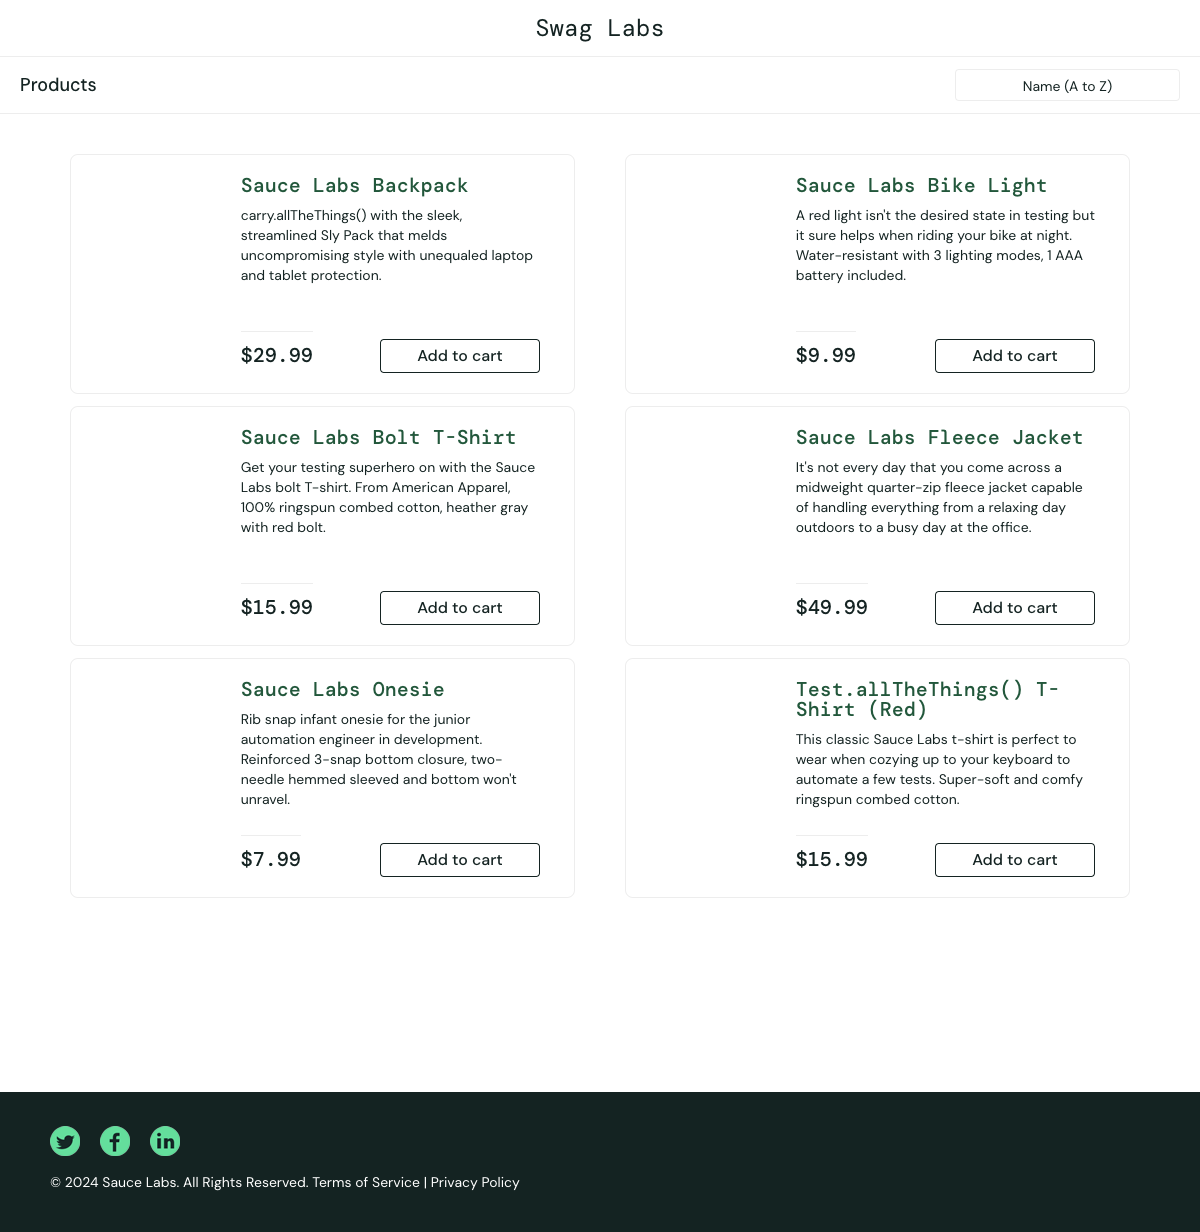 Swag Labs
Products
Name (A to Z)
Sauce Labs Backpack
carry.allTheThings() with the sleek,
streamlined Sly Pack that melds
uncompromising style with unequaled laptop
and tablet protection.
$29.99
Add to cart
Sauce Labs Bike Light
A red light isn't the desired state in testing but
it sure helps when riding your bike at night.
Water-resistant with 3 lighting modes, 1 AAA
battery included.
$9.99
Add to cart
Sauce Labs Bolt T-Shirt
Get your testing superhero on with the Sauce
Labs bolt T-shirt. From American Apparel,
100% ringspun combed cotton, heather gray
with red bolt.
$15.99
Add to cart
Sauce Labs Fleece Jacket
It's not every day that you come across a
midweight quarter-zip fleece jacket capable
of handling everything from a relaxing day
outdoors to a busy day at the office.
$49.99
Add to cart
Sauce Labs Onesie
Rib snap infant onesie for the junior
automation engineer in development.
Reinforced 3-snap bottom closure, two-
needle hemmed sleeved and bottom won't
unravel.
$7.99
Add to cart
Test.allTheThings() T-
Shirt (Red)
This classic Sauce Labs t-shirt is perfect to
wear when cozying up to your keyboard to
automate a few tests. Super-soft and comfy
ringspun combed cotton.
$15.99
Add to cart
© 2024 Sauce Labs. All Rights Reserved. Terms of Service | Privacy Policy